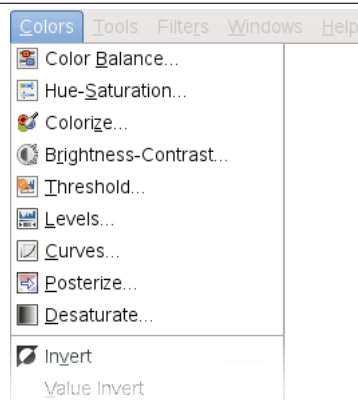 Colors Tools Filters Windows Help
Color Balance...
Hue-Saturation...
Colorize...
Brightness-Contrast...
Threshold...
Levels...
Curves...
Posterize...
Desaturate...
Invert
Value Invert